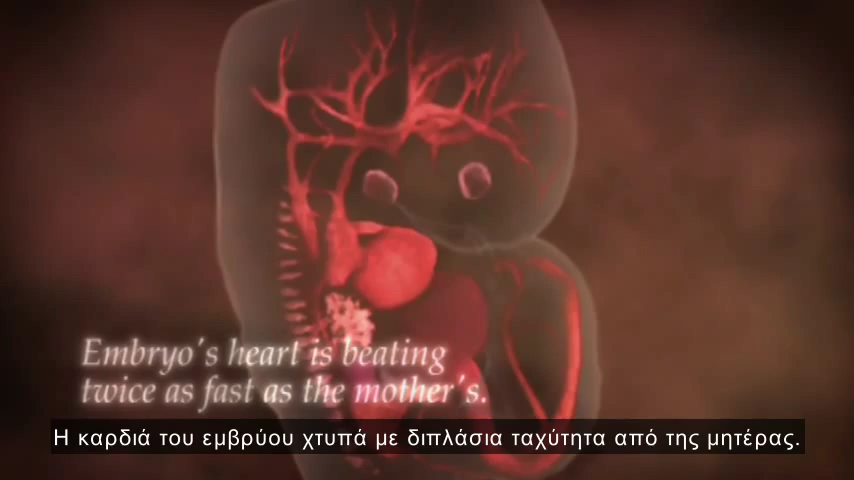 Embryo's heart is beating
twice as fast as the mother's.
Η καρδιά του εμβρύου χτυπά με διπλάσια ταχύτητα από της μητέρας.